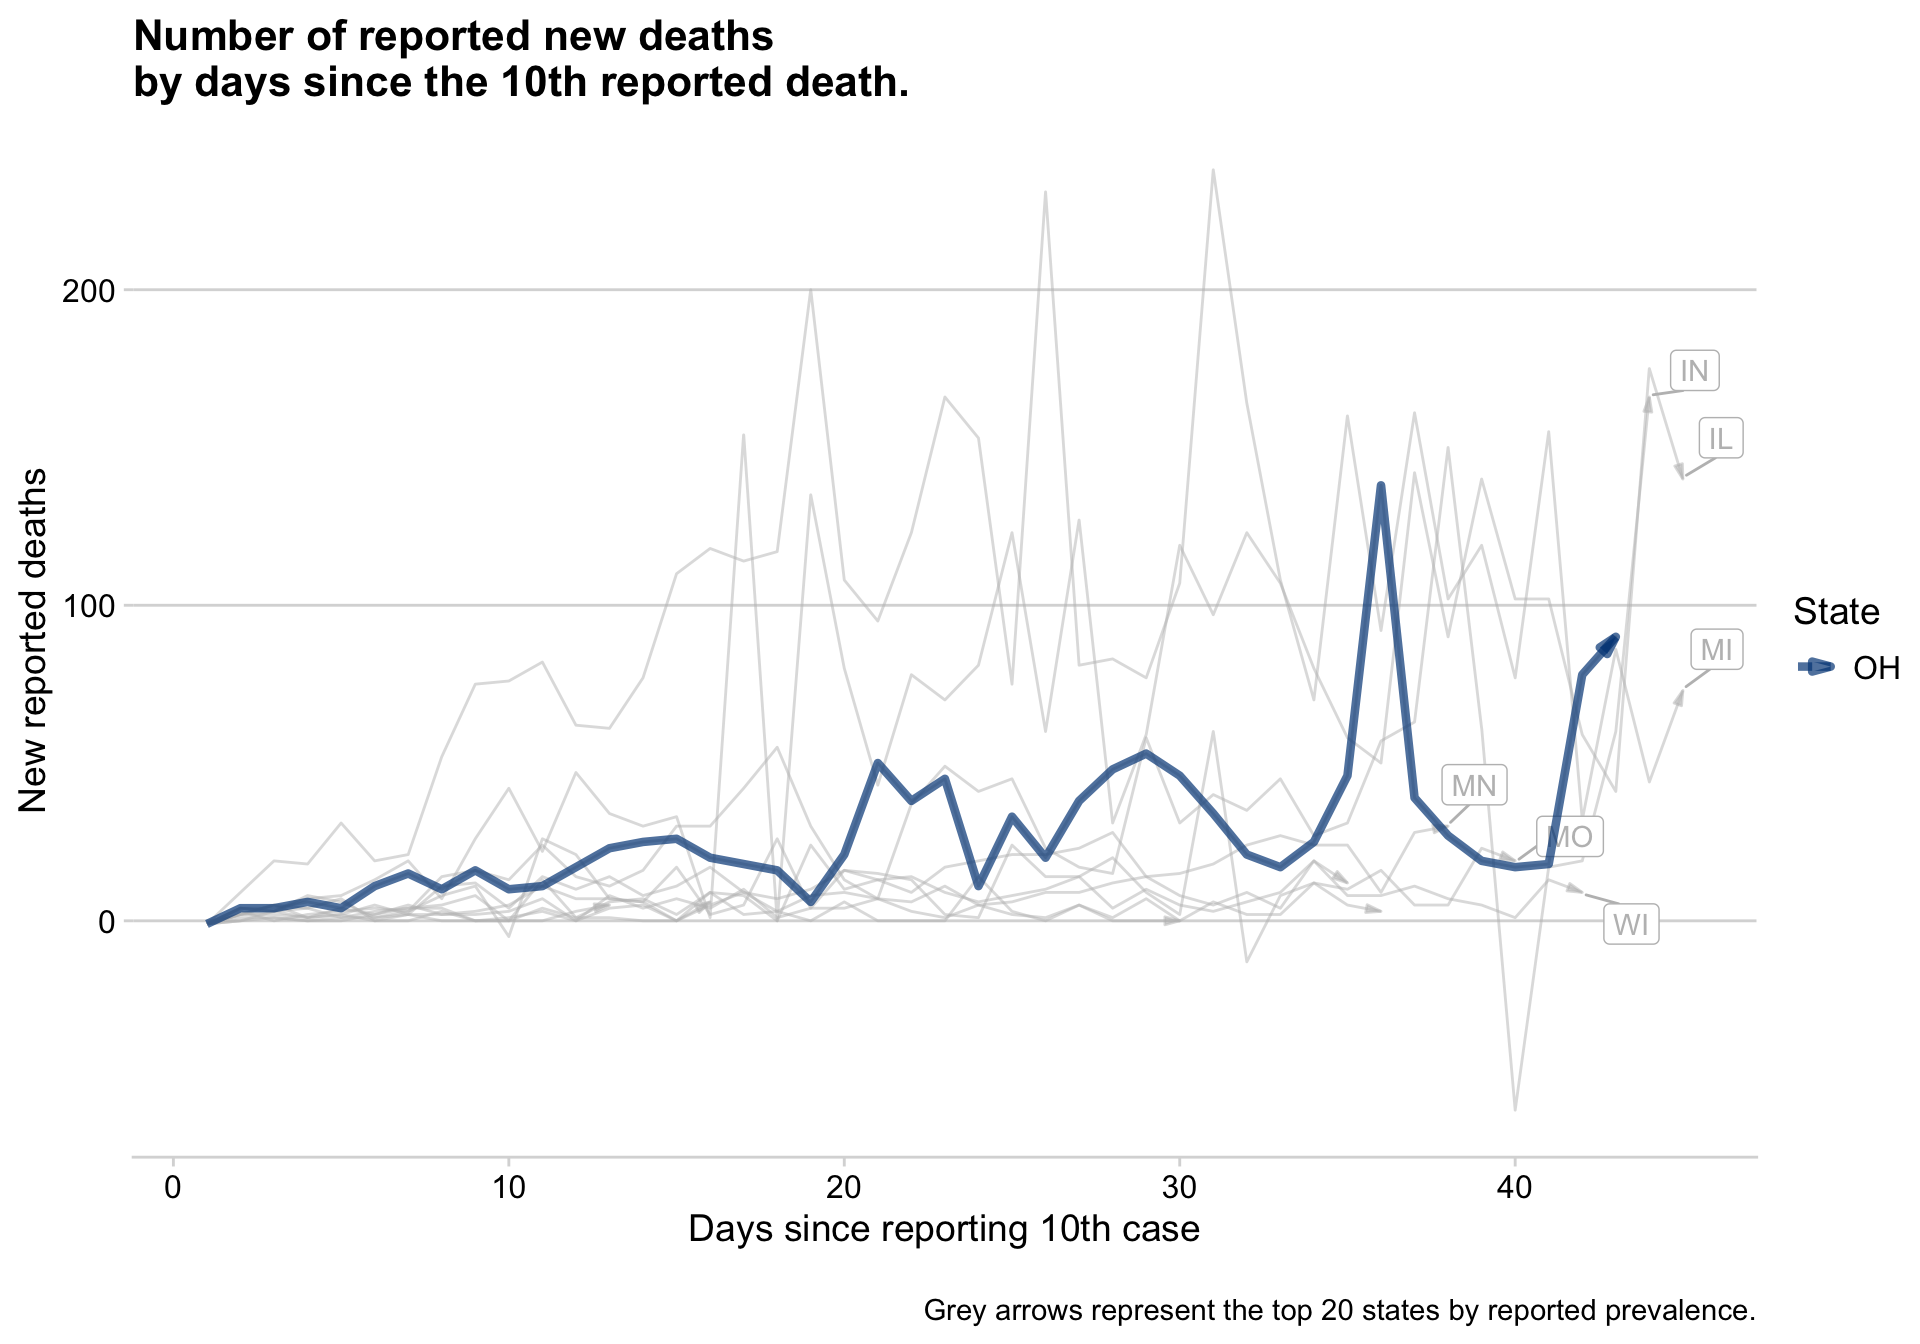 Number of reported new deaths
by days since the 10th reported death.
New reported deaths
200
100
0
IN
IL
MI
MN
MO
WI
State
OH
0 10 20 30 40
Days since reporting 10th case
Grey arrows represent the top 20 states by reported prevalence.